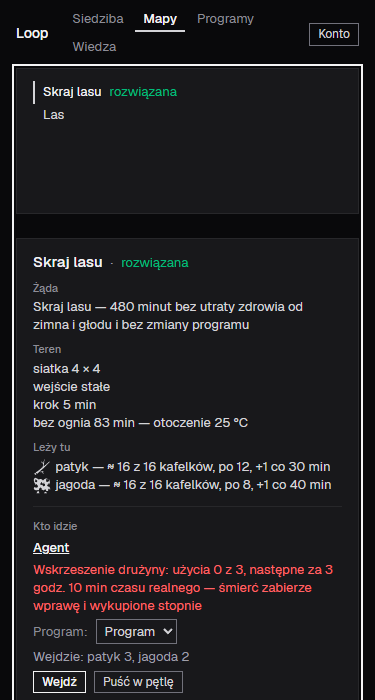 Loop
Siedziba Mapy Programy
Wiedza
Konto
Skraj lasu rozwiązana
Las
Skraj lasu · rozwiązana
Żąda
Skraj lasu — 480 minut bez utraty zdrowia od
zimna i głodu i bez zmiany programu
Teren
siatka 4 × 4
wejście stałe
krok 5 min
bez ognia 83 min — otoczenie 25 °C
Leży tu
patyk — ≈ 16 z 16 kafelków, po 12, +1 co 30 min
jagoda — ≈ 16 z 16 kafelków, po 8, +1 co 40 min
Kto idzie
Agent
Wskrzeszenie drużyny: użycia 0 z 3, następne za 3
godz. 10 min czasu realnego — śmierć zabierze
wprawę i wykupione stopnie
Program: Program
Wejdzie: patyk 3, jagoda 2
Wejdź Puść w pętlę